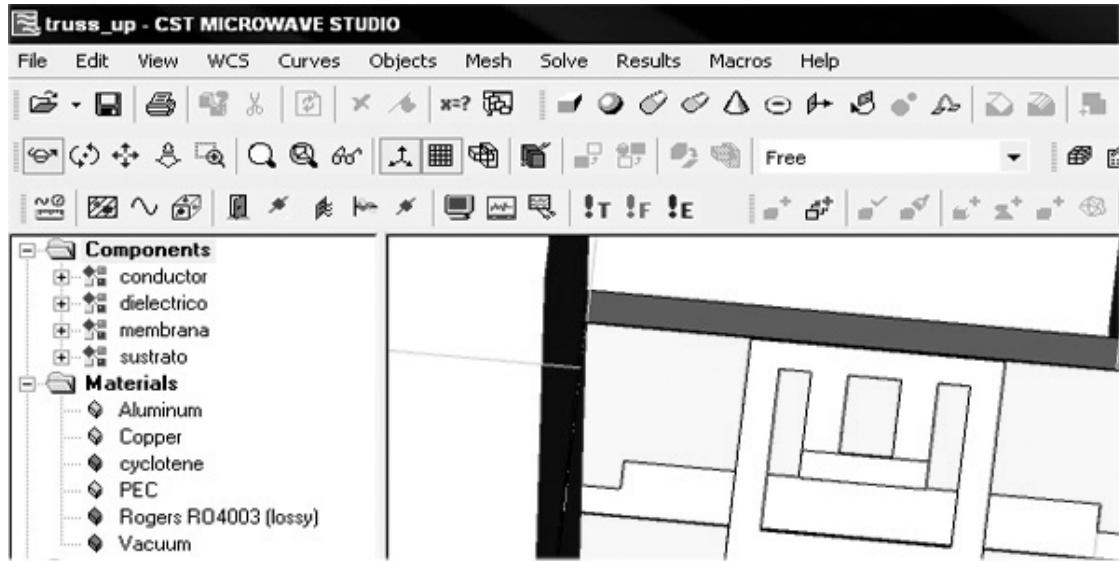 truss_up - CST MICROWAVE STUDIO
File Edit View WCS Curves Objects Mesh Solve Results Macros Help
x=?
Free
!T !F !E
Components
conductor
dielectrico
membrana
sustrato
Materials
Aluminum
Copper
cyclotene
PEC
Rogers RO4003 (lossy)
Vacuum